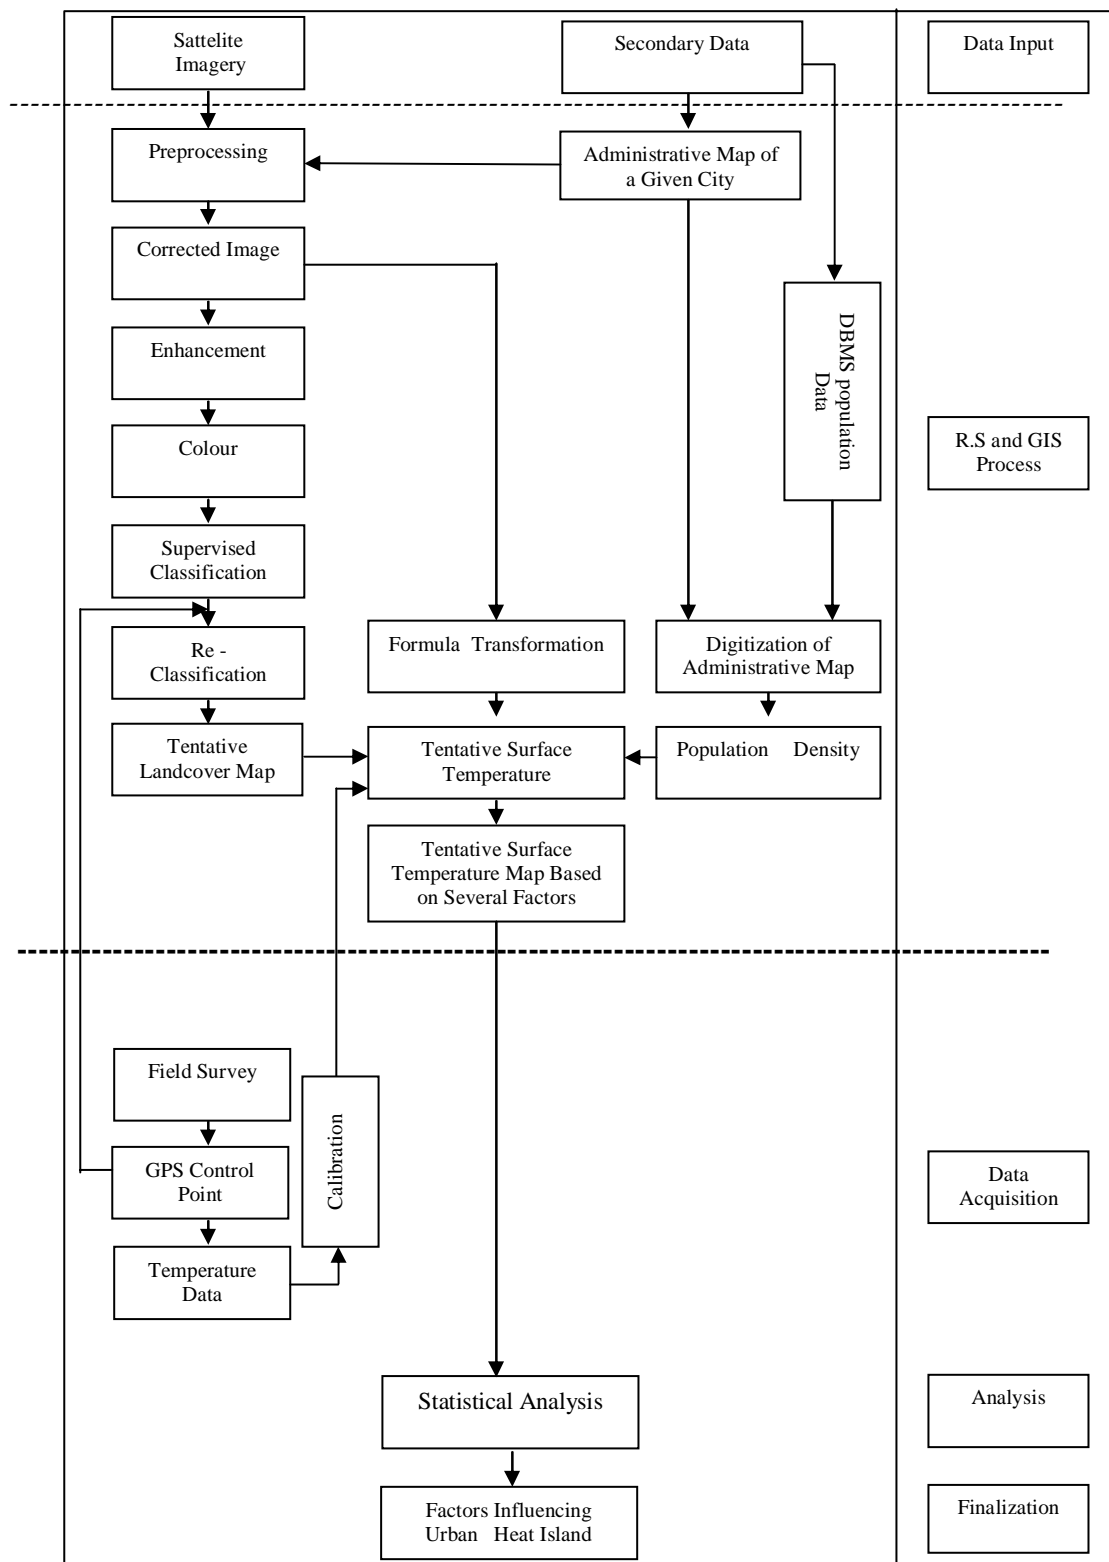 Sattelite
Imagery
Secondary Data
Data Input
Preprocessing
Administrative Map of
a Given City
Corrected Image
Enhancement
DBMS population
Data
Colour
R.S and GIS
Process
Supervised
Classification
Re -
Classification
Formula Transformation
Digitization of
Administrative Map
Tentative
Landcover Map
Tentative Surface
Temperature
Population Density
Tentative Surface
Temperature Map Based
on Several Factors
Field Survey
Calibration
GPS Control
Point
Data
Acquisition
Temperature
Data
Statistical Analysis
Analysis
Factors Influencing
Urban Heat Island
Finalization